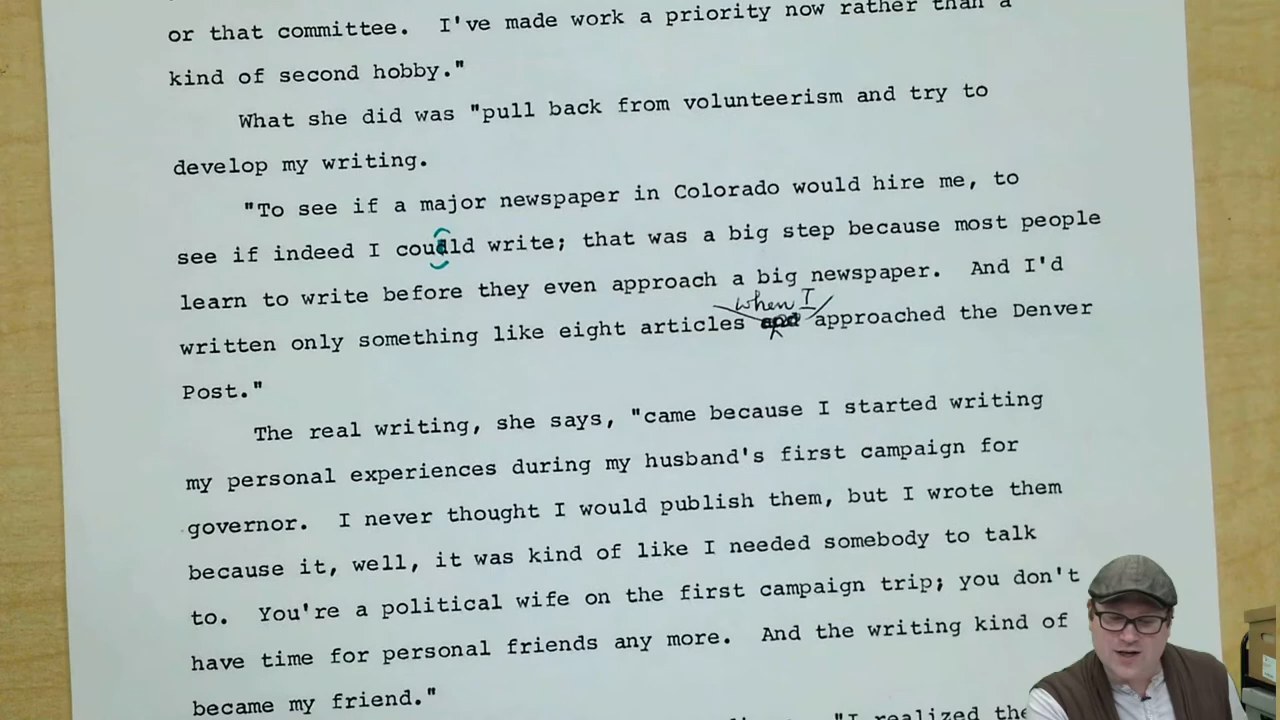 or that committee. I've made work a priority now rather than a
kind of second hobby."
What she did was "pull back from volunteerism and try to
develop my writing.
"To see if a major newspaper in Colorado would hire me, to
see if indeed I couald write; that was a big step because most people
learn to write before they even approach a big newspaper. And I'd
when I
written only something like eight articles and approached the Denver
Post."
The real writing, she says, "came because I started writing
my personal experiences during my husband's first campaign for
governor. I never thought I would publish them, but I wrote them
because it, well, it was kind of like I needed somebody to talk
to. You're a political wife on the first campaign trip; you don't
have time for personal friends any more. And the writing kind of
became my friend."
"I realized the